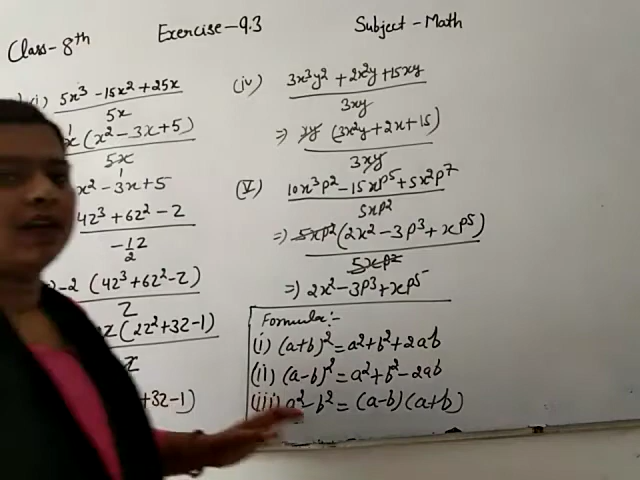 Class-8th
Exercise-9.3
Subject-Math
(i) 5x³ - 15x² + 25x
5x
x(x² - 3x + 5)
5x
1
x² - 3x + 5
4z³ + 6z² - z
-1/2 z
-2 (4z³ + 6z² - z)
z
z(2z² + 3z - 1)
z
+ 3z - 1)
(iv) 3x³y² + 2x²y + 15xy
3xy
⇒ xy (3x²y + 2x + 15)
3xy
(V) 10x³p² - 15xp⁵ + 5x²p⁷
5xp²
⇒ 5xp²(2x² - 3p³ + xp⁵)
5xp²
⇒ 2x² - 3p³ + xp⁵
Formula:-
(i) (a+b)² = a² + b² + 2ab
(ii) (a-b)² = a² + b² - 2ab
(iii) a² - b² = (a-b)(a+b)